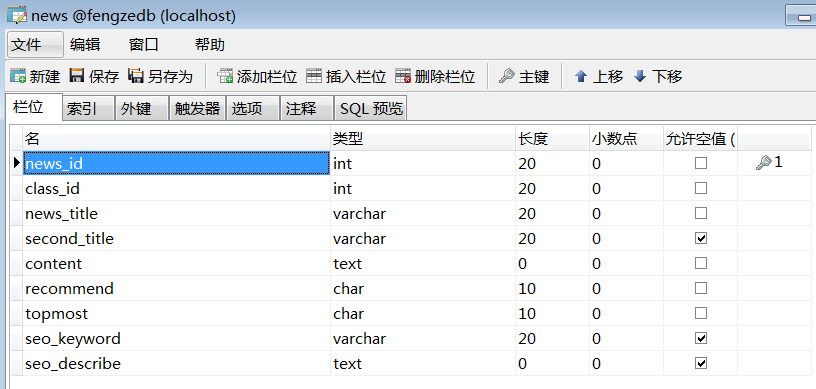 news @fengzedb (localhost)
文件 编辑 窗口 帮助
新建 保存 另存为 添加栏位 插入栏位 删除栏位 主键 上移 下移
栏位 索引 外键 触发器 选项 注释 SQL 预览
名 类型 长度 小数点 允许空值 (
news_id int 20 0 1
class_id int 20 0
news_title varchar 20 0
second_title varchar 20 0
content text 0 0
recommend char 10 0
topmost char 10 0
seo_keyword varchar 20 0
seo_describe text 0 0